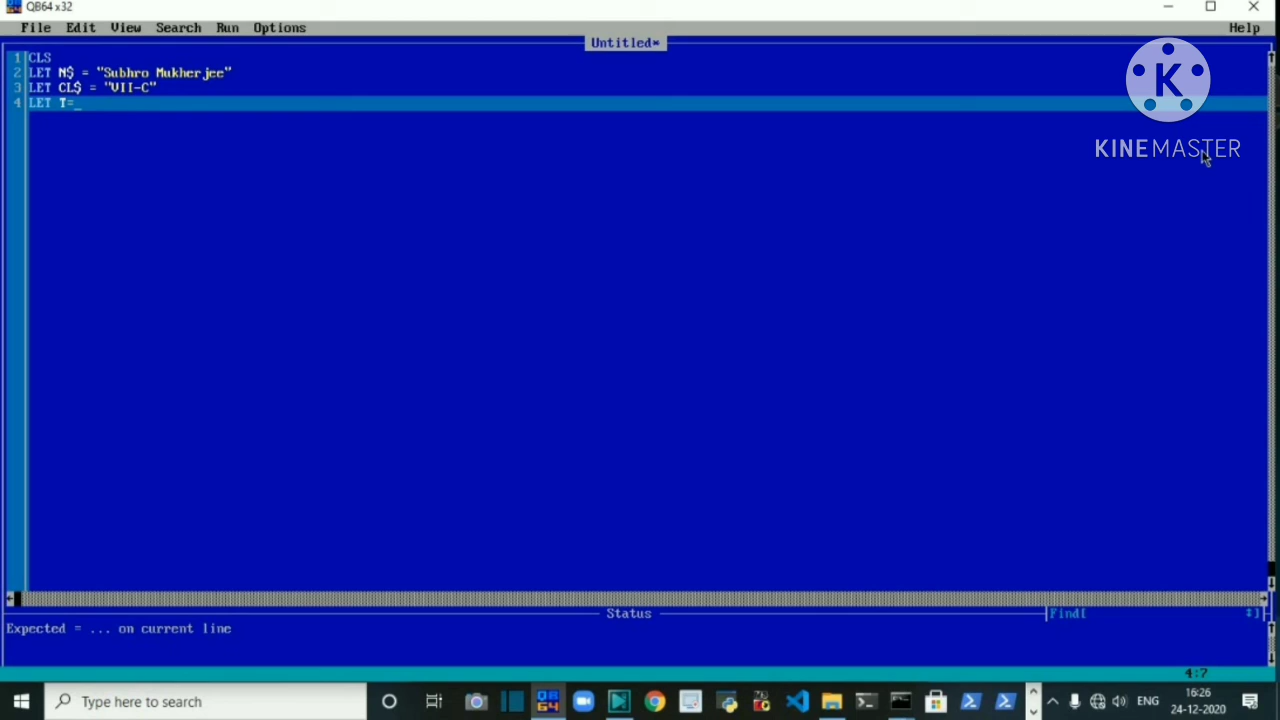 QB64 x32
File Edit View Search Run Options Help
Untitled*
1 CLS
2 LET N$ = "Subhro Mukherjee"
3 LET CL$ = "VII-C"
4 LET T=_
K
KINEMASTER
Status
Find[ ]
Expected = ... on current line
4:7
Type here to search
QB64
ENG
16:26
24-12-2020